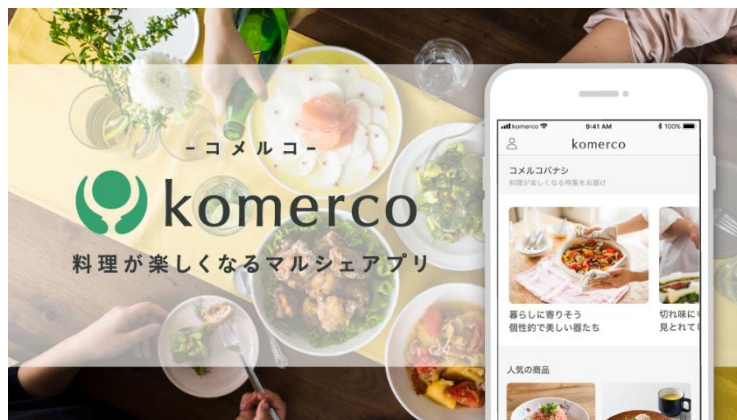 -コメルコ-
komerco
料理が楽しくなるマルシェアプリ
komerco
9:41 AM
100%
komerco
コメルコバナシ
料理が楽しくなる特集をお届け
暮らしに寄りそう
個性的で美しい器たち
切れ味に
見とれてし
人気の商品